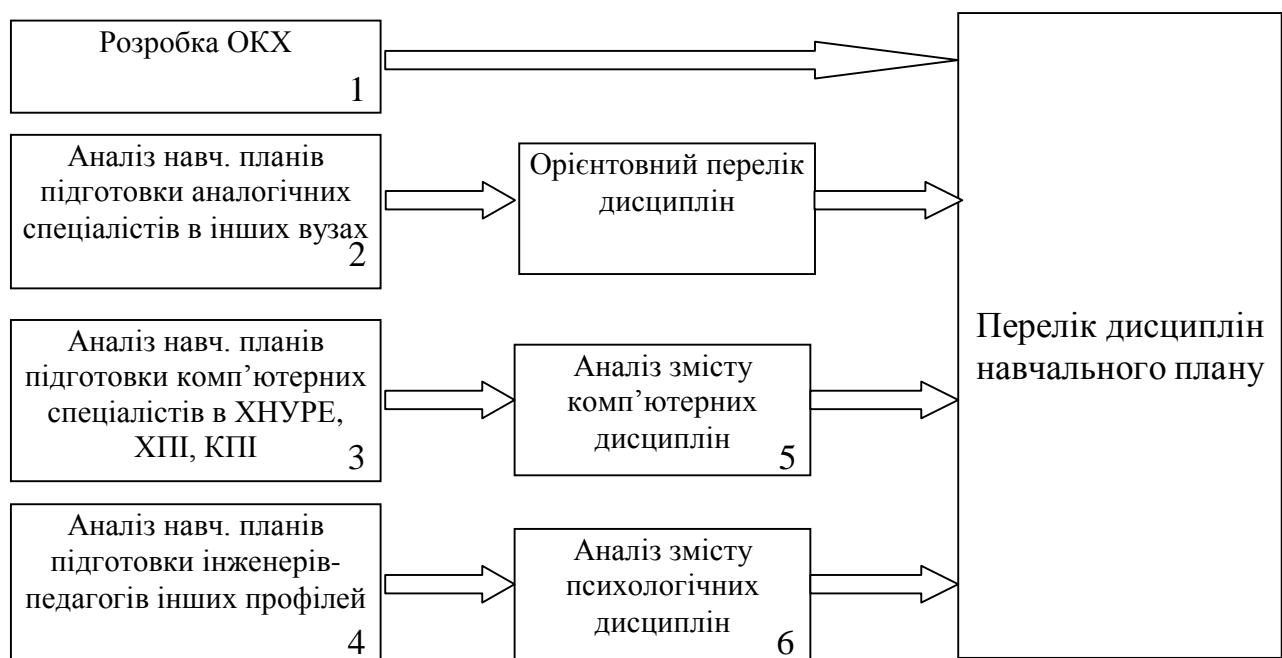 Розробка ОКХ
1
Аналіз навч. планів
підготовки аналогічних
спеціалістів в інших вузах
2
Орієнтовний перелік
дисциплін
Аналіз навч. планів
підготовки комп’ютерних
спеціалістів в ХНУРЕ,
ХПІ, КПІ
3
Аналіз змісту
комп’ютерних
дисциплін
5
Аналіз навч. планів
підготовки інженерів-
педагогів інших профілей
4
Аналіз змісту
психологічних
дисциплін
6
Перелік дисциплін
навчального плану